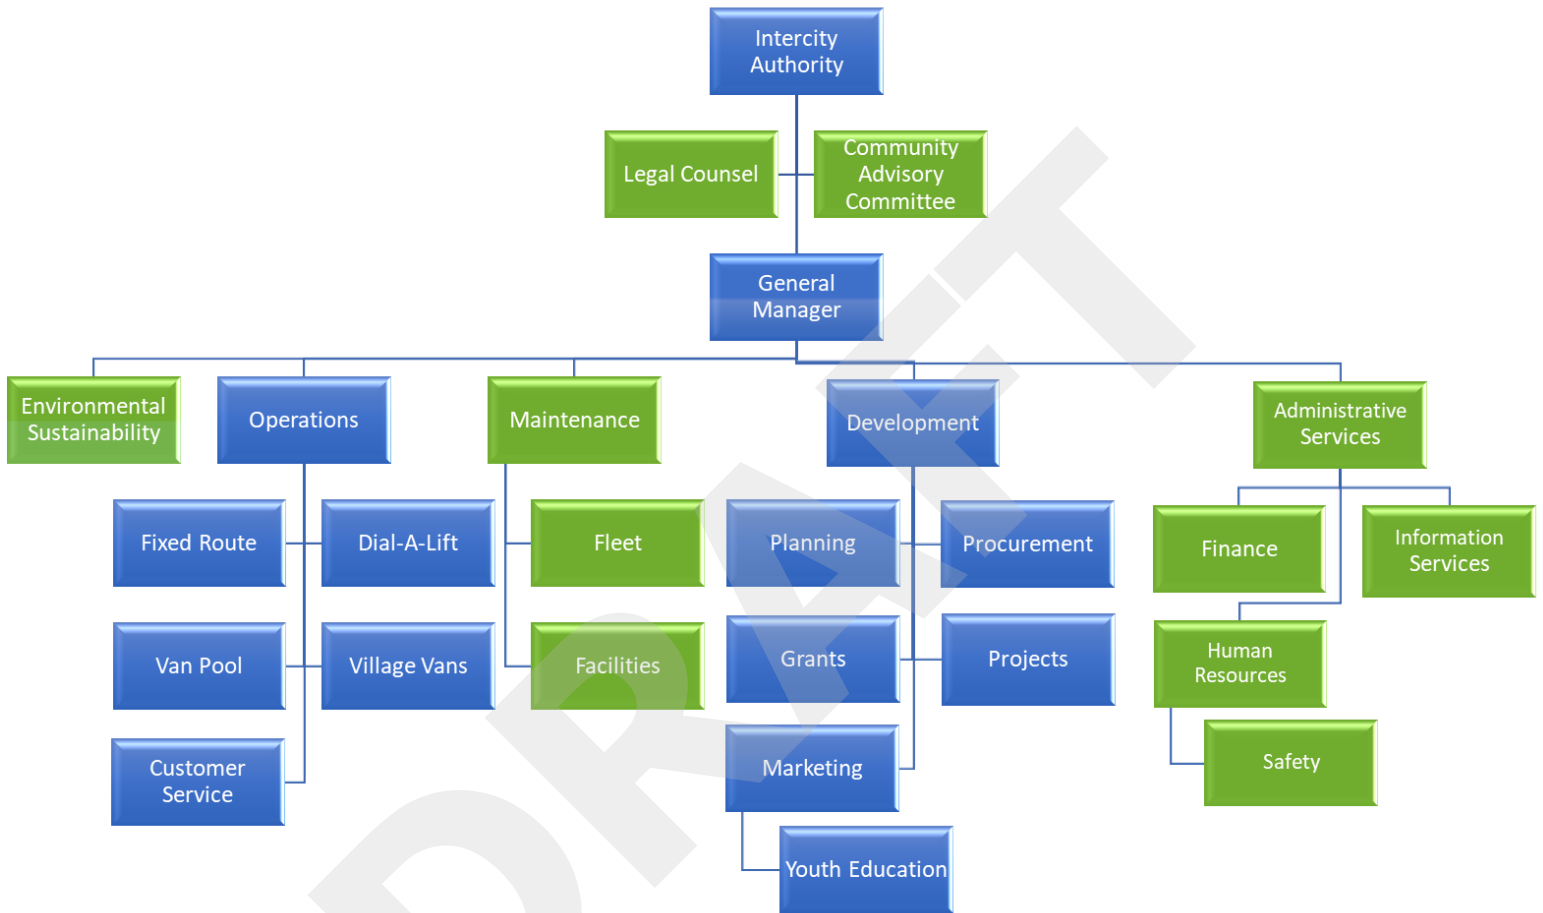 Intercity
Authority
Legal Counsel
Community
Advisory
Committee
General
Manager
Environmental
Sustainability
Operations
Maintenance
Development
Administrative
Services
Fixed Route
Dial-A-Lift
Fleet
Planning
Procurement
Finance
Information
Services
Van Pool
Village Vans
Facilities
Grants
Projects
Human
Resources
Customer
Service
Marketing
Safety
Youth Education
DRAFT